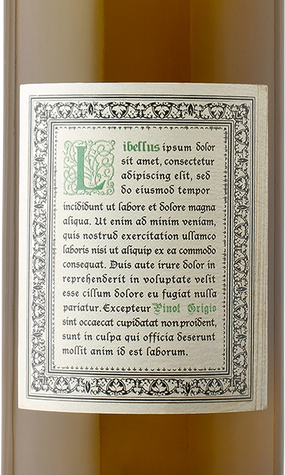 Libellus ipsum dolor
sit amet, consectetur
adipiscing elit, sed
do eiusmod tempor
incididunt ut labore et dolore magna
aliqua. Ut enim ad minim veniam,
quis nostrud exercitation ullamco
laboris nisi ut aliquip ex ea commodo
consequat. Duis aute irure dolor in
reprehenderit in voluptate velit
esse cillum dolore eu fugiat nulla
pariatur. Excepteur Pinot Grigio
sint occaecat cupidatat non proident,
sunt in culpa qui officia deserunt
mollit anim id est laborum.